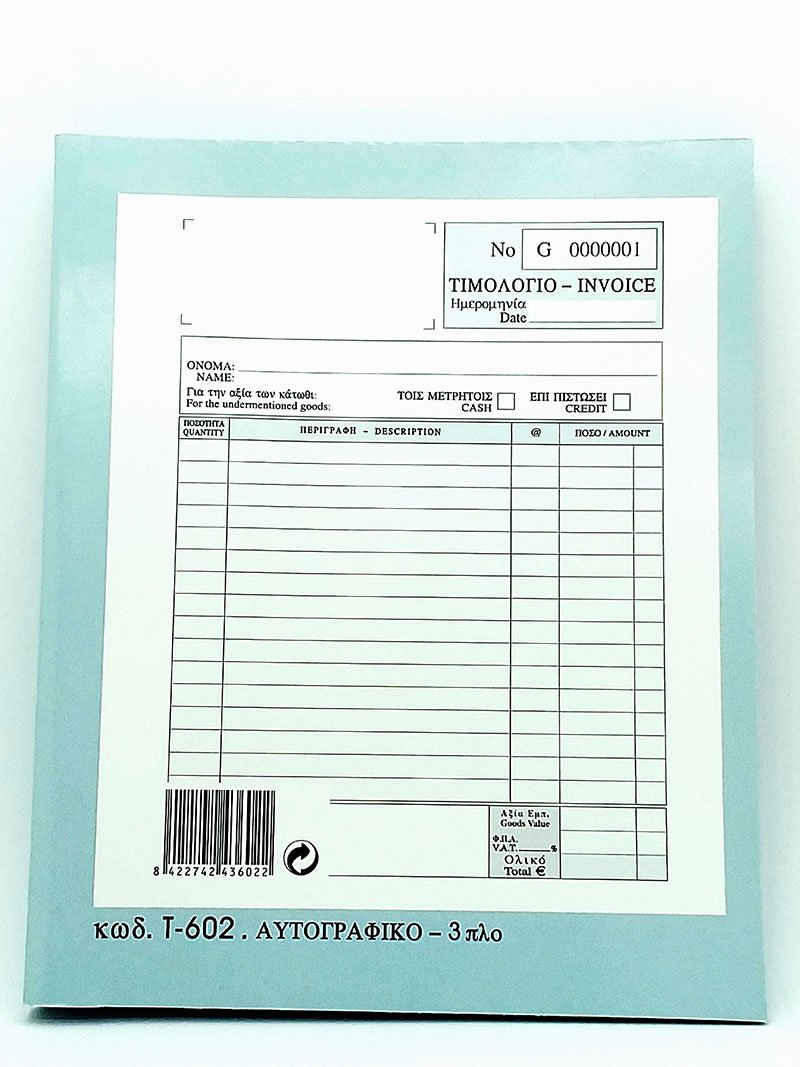 No G 0000001
ΤΙΜΟΛΟΓΙΟ – INVOICE
Ημερομηνία
Date
ΟΝΟΜΑ:
NAME:
Για την αξία των κάτωθι: ΤΟΙΣ ΜΕΤΡΗΤΟΙΣ ΕΠΙ ΠΙΣΤΩΣΕΙ
For the undermentioned goods: CASH CREDIT
ΠΟΣΟΤΗΤΑ
QUANTITY ΠΕΡΙΓΡΑΦΗ – DESCRIPTION @ ΠΟΣΟ / AMOUNT
Αξία Εμπ.
Goods Value
Φ.Π.Α.
V.A.T. %
Ολικό
Total €
8 422742 436022
κωδ. T-602 . ΑΥΤΟΓΡΑΦΙΚΟ – 3 πλο